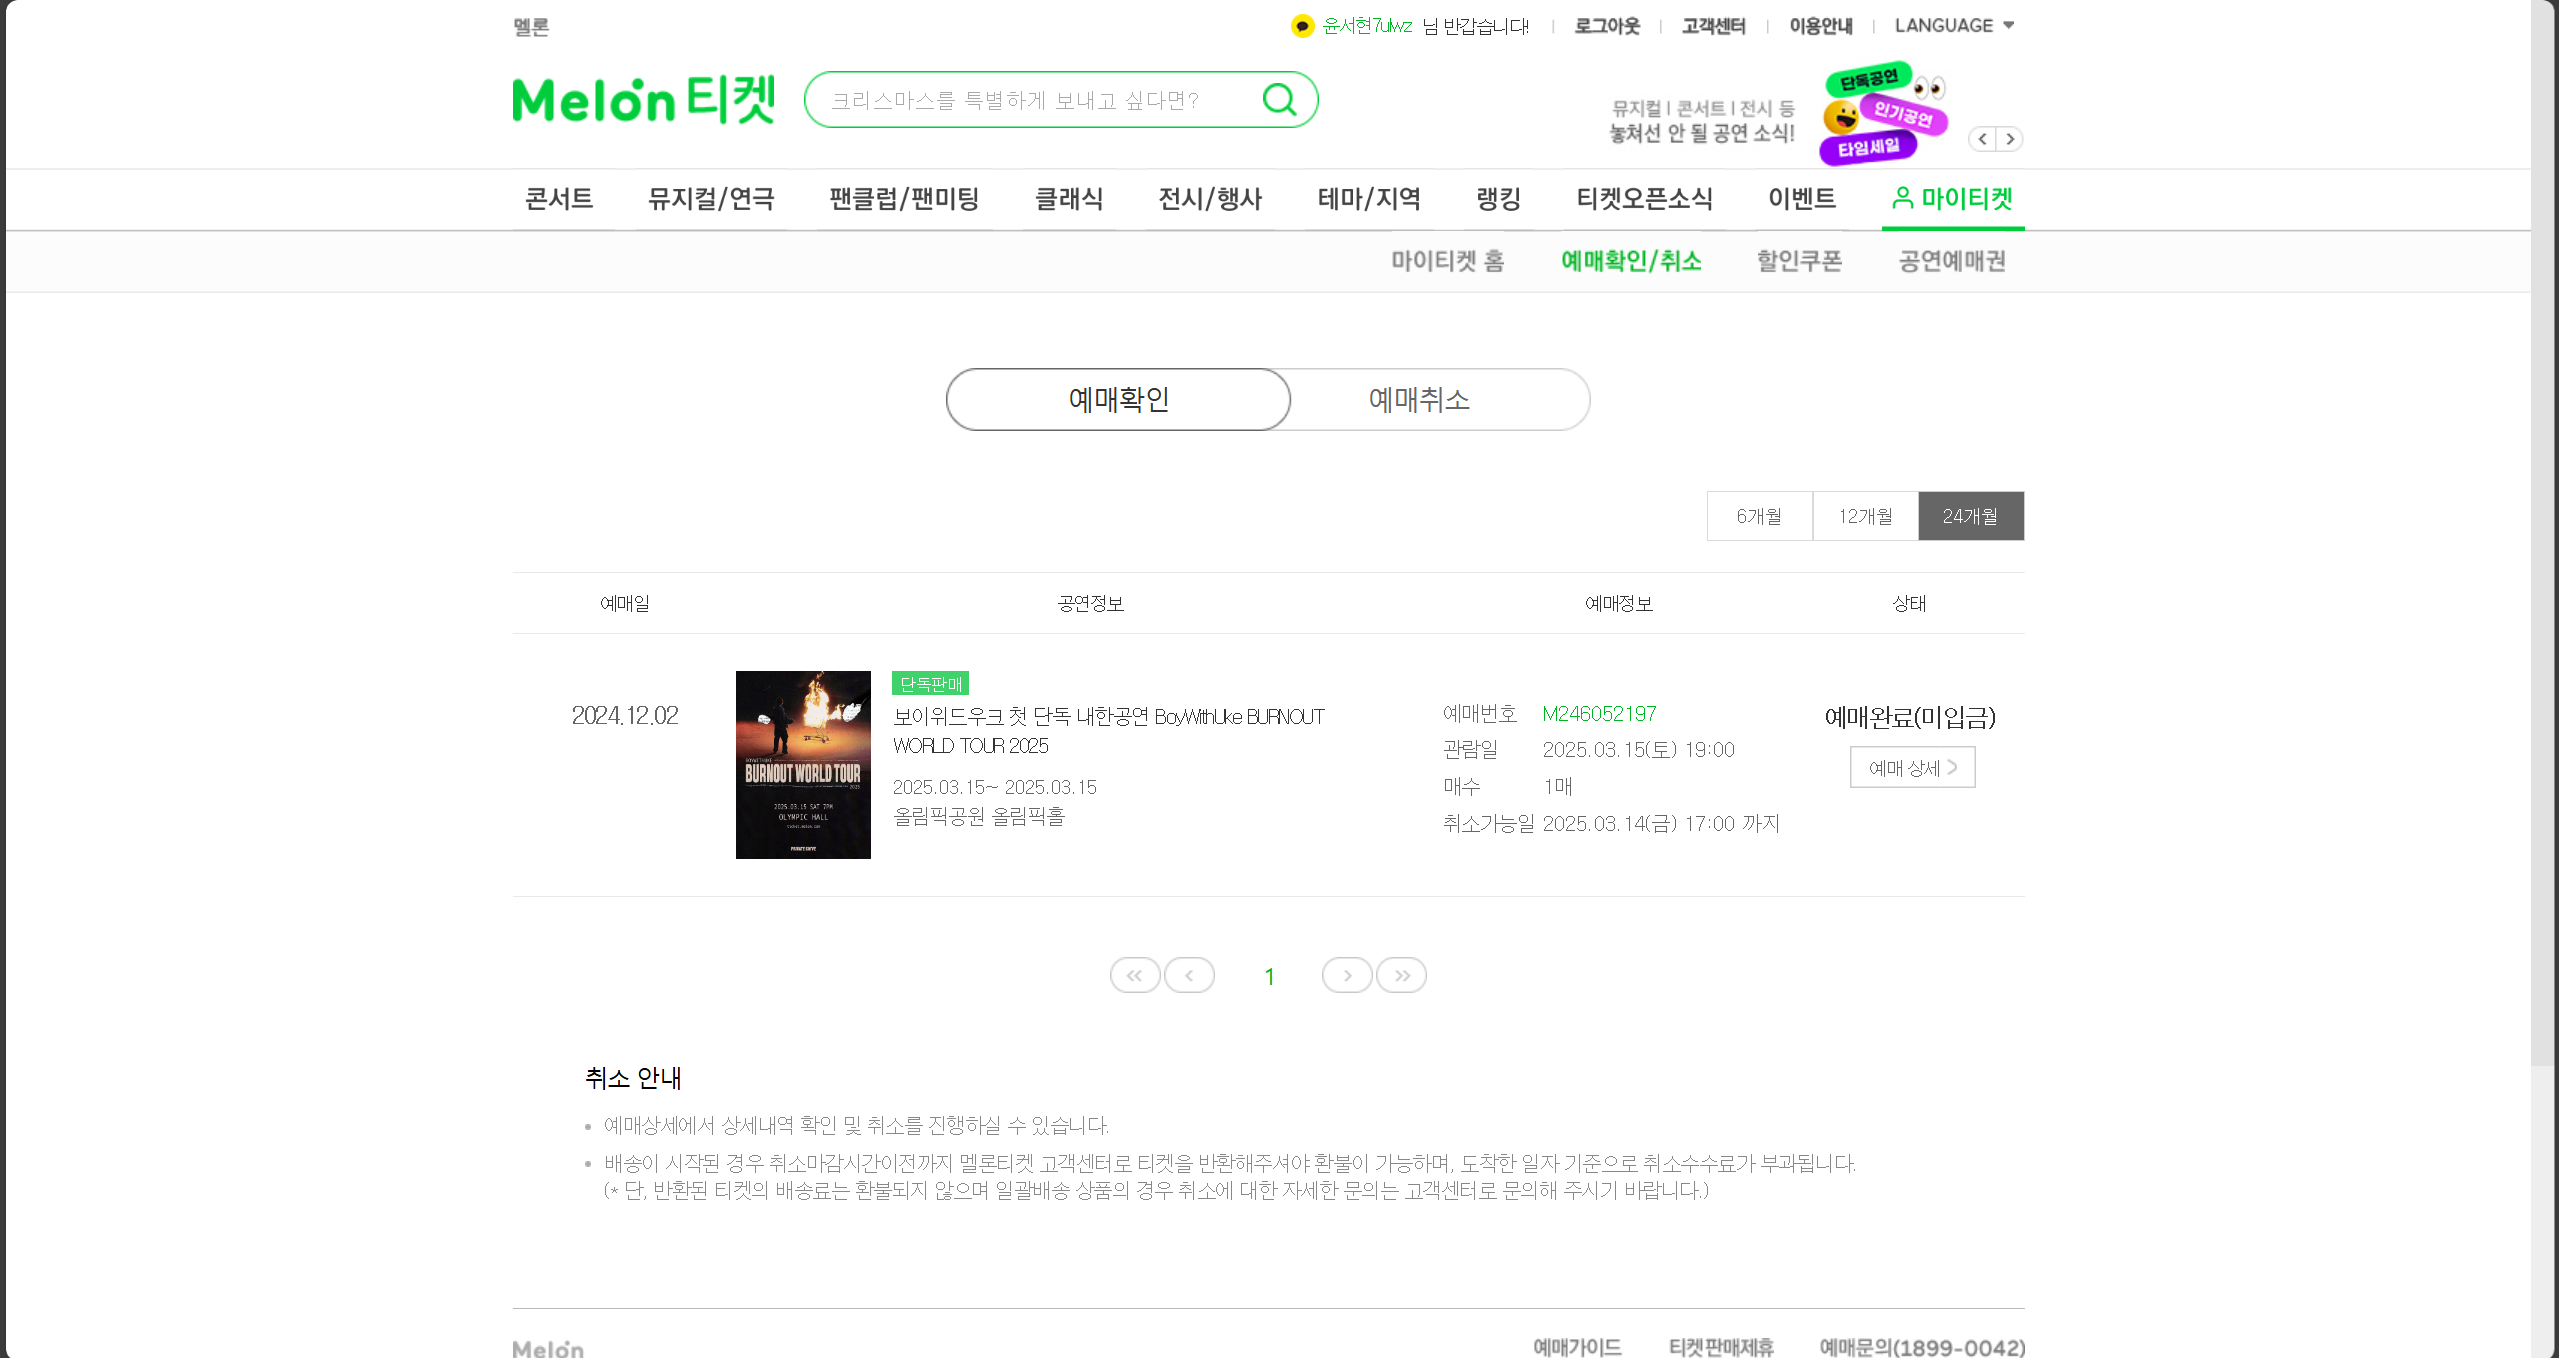 멜론
윤서현7ulwz 님 반갑습니다!
로그아웃
고객센터
이용안내
LANGUAGE
Melon 티켓
크리스마스를 특별하게 보내고 싶다면?
뮤지컬 | 콘서트 | 전시 등
놓쳐선 안 될 공연 소식!
단독공연
인기공연
타임세일
콘서트
뮤지컬/연극
팬클럽/팬미팅
클래식
전시/행사
테마/지역
랭킹
티켓오픈소식
이벤트
마이티켓
마이티켓 홈
예매확인/취소
할인쿠폰
공연예매권
예매확인
예매취소
6개월
12개월
24개월
예매일
공연정보
예매정보
상태
2024.12.02
BOYWITHUKE
BURNOUT WORLD TOUR
2025
2025.03.15 SAT 7PM
OLYMPIC HALL
ticket.melon.com
단독판매
보이위드우크 첫 단독 내한공연 BoyWithUke BURNOUT
WORLD TOUR 2025
2025.03.15~ 2025.03.15
올림픽공원 올림픽홀
예매번호 M246052197
관람일 2025.03.15(토) 19:00
매수 1매
취소가능일 2025.03.14(금) 17:00 까지
예매완료(미입금)
예매 상세
1
취소 안내
예매상세에서 상세내역 확인 및 취소를 진행하실 수 있습니다.
배송이 시작된 경우 취소마감시간이전까지 멜론티켓 고객센터로 티켓을 반환해주셔야 환불이 가능하며, 도착한 일자 기준으로 취소수수료가 부과됩니다.
(* 단, 반환된 티켓의 배송료는 환불되지 않으며 일괄배송 상품의 경우 취소에 대한 자세한 문의는 고객센터로 문의해 주시기 바랍니다.)
Melon
예매가이드
티켓판매제휴
예매문의(1899-0042)